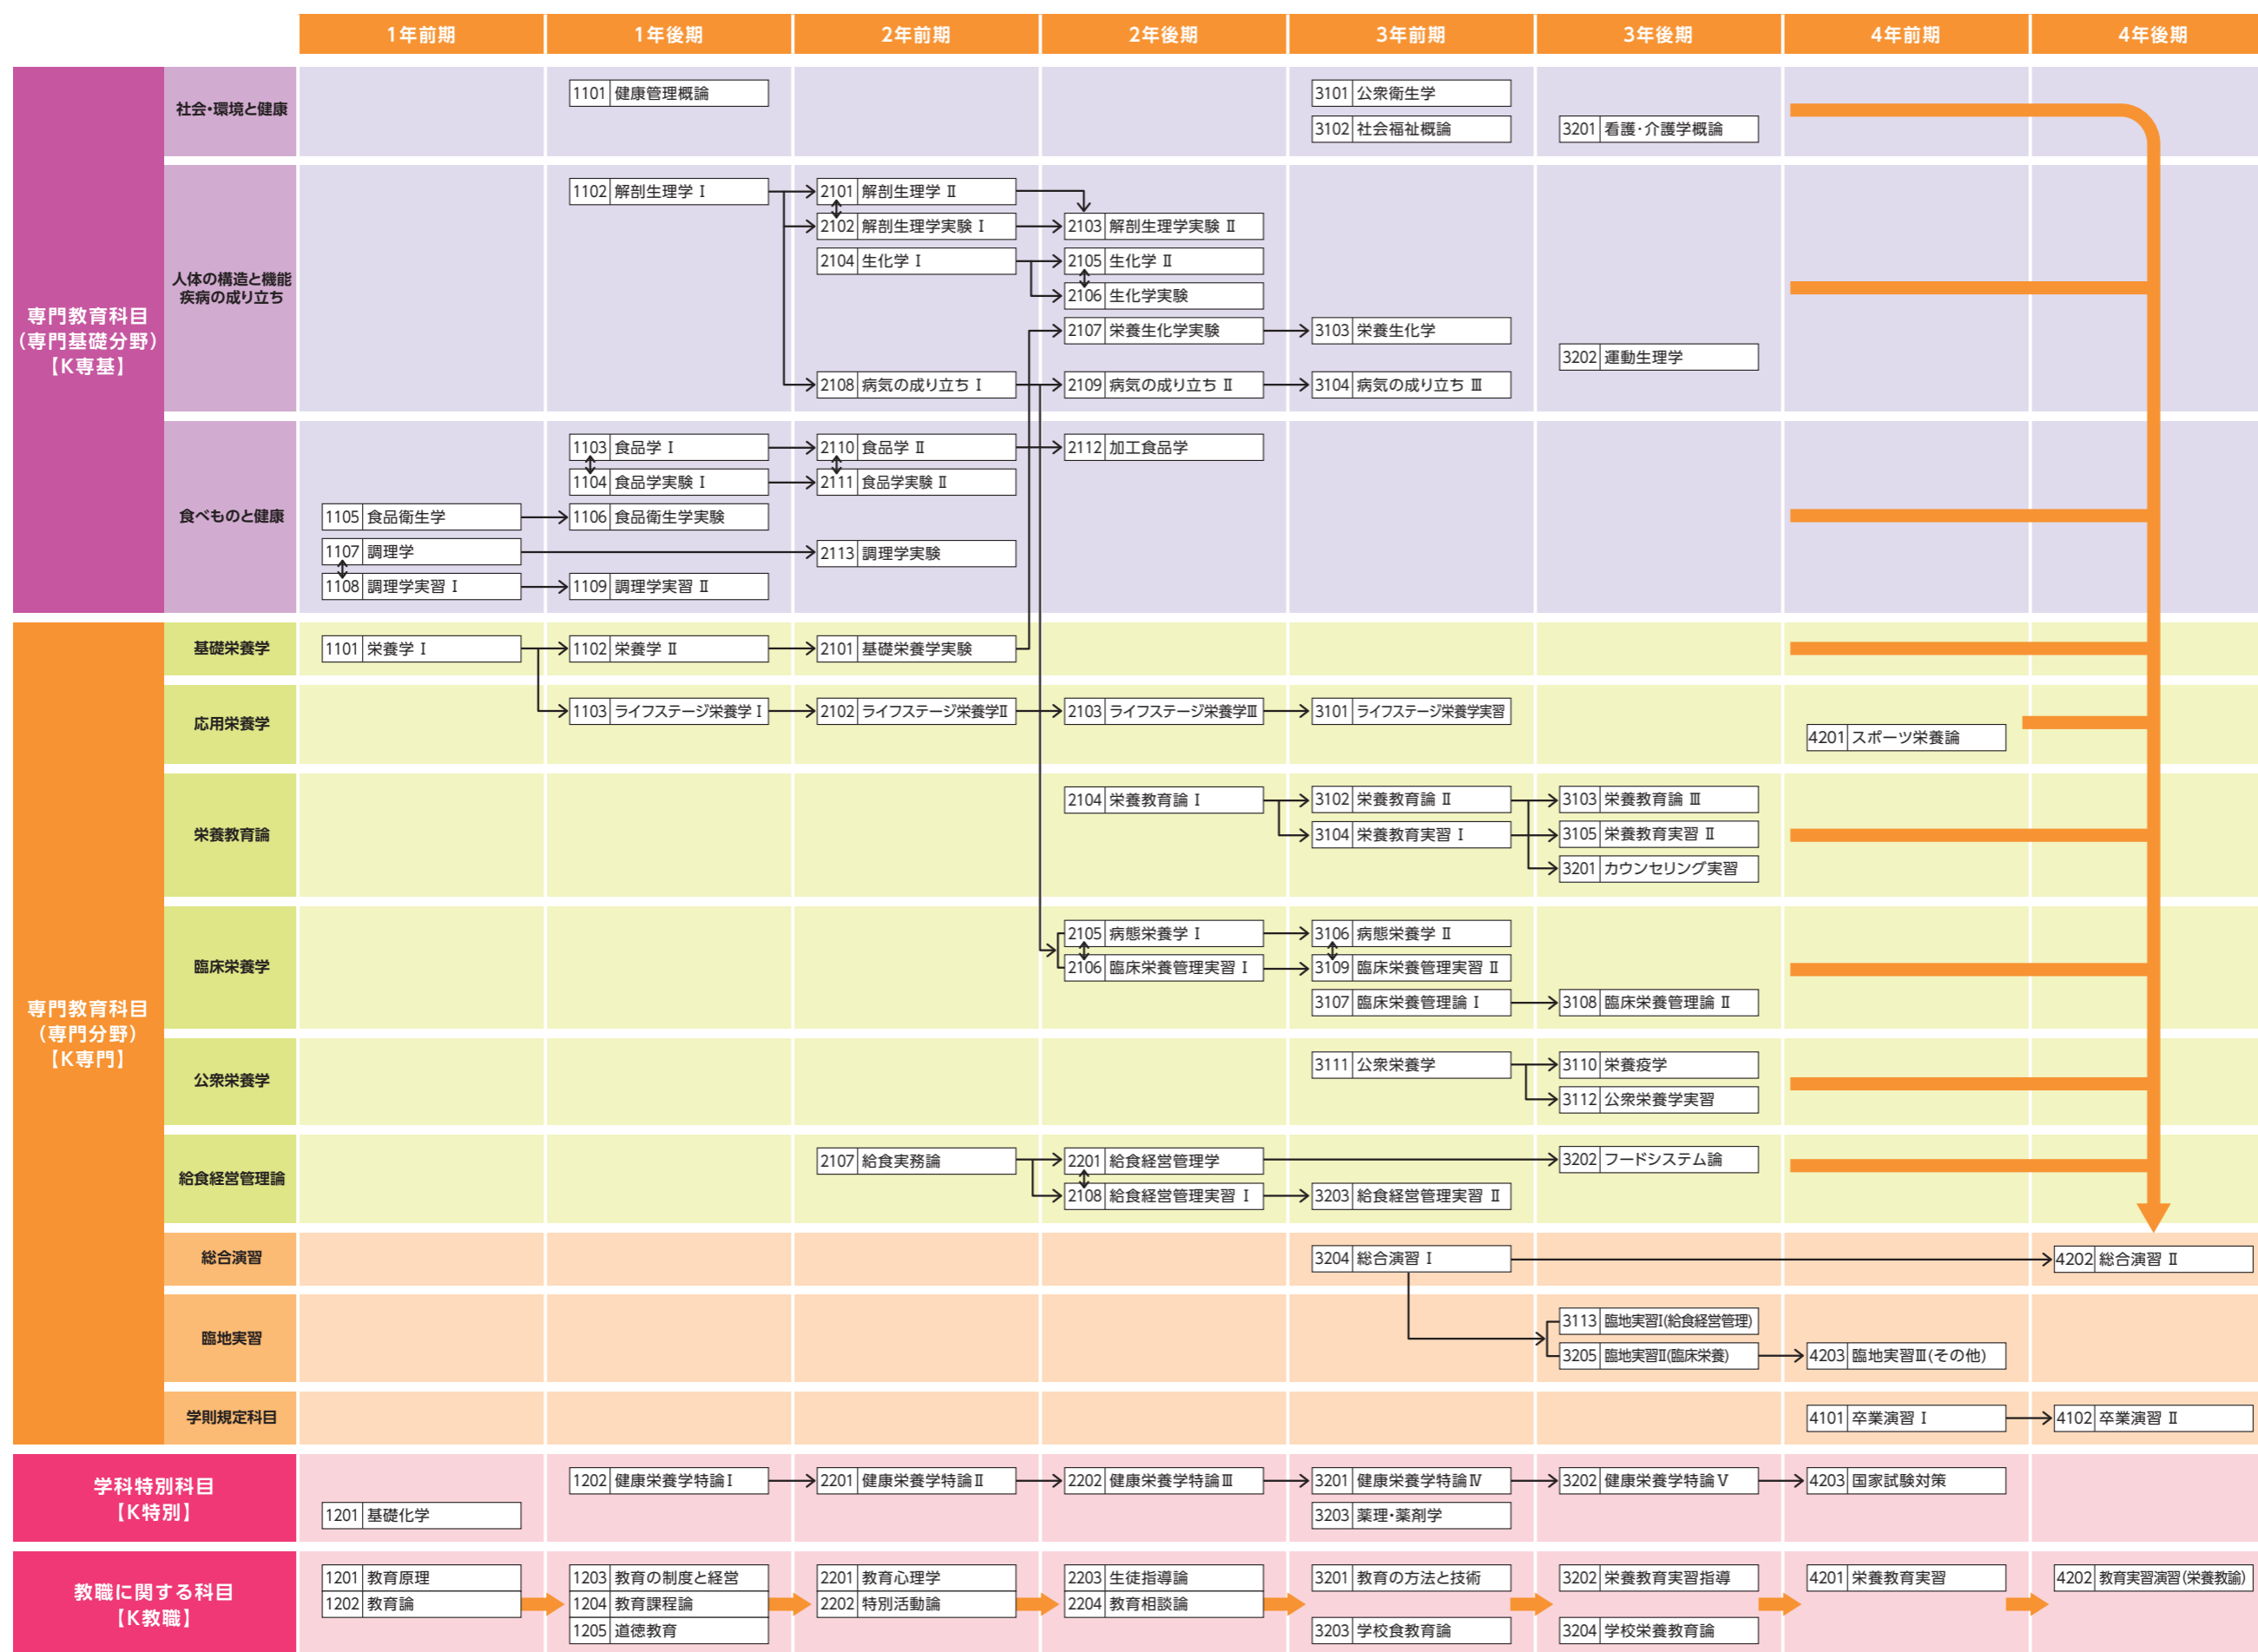 1年前期
1年後期
2年前期
2年後期
3年前期
3年後期
4年前期
4年後期
専門教育科目
(専門基礎分野)
【K専基】
社会・環境と健康
1101 健康管理概論
3101 公衆衛生学
3102 社会福祉概論
3201 看護・介護学概論
人体の構造と機能
疾病の成り立ち
1102 解剖生理学 Ⅰ
2101 解剖生理学 Ⅱ
2102 解剖生理学実験 Ⅰ
2103 解剖生理学実験 Ⅱ
2104 生化学 Ⅰ
2105 生化学 Ⅱ
2106 生化学実験
2107 栄養生化学実験
3103 栄養生化学
3202 運動生理学
2108 病気の成り立ち Ⅰ
2109 病気の成り立ち Ⅱ
3104 病気の成り立ち Ⅲ
食べものと健康
1103 食品学 Ⅰ
2110 食品学 Ⅱ
2112 加工食品学
1104 食品学実験 Ⅰ
2111 食品学実験 Ⅱ
1105 食品衛生学
1106 食品衛生学実験
1107 調理学
2113 調理学実験
1108 調理学実習 Ⅰ
1109 調理学実習 Ⅱ
専門教育科目
(専門分野)
【K専門】
基礎栄養学
1101 栄養学 Ⅰ
1102 栄養学 Ⅱ
2101 基礎栄養学実験
応用栄養学
1103 ライフステージ栄養学Ⅰ
2102 ライフステージ栄養学Ⅱ
2103 ライフステージ栄養学Ⅲ
3101 ライフステージ栄養学実習
4201 スポーツ栄養論
栄養教育論
2104 栄養教育論 Ⅰ
3102 栄養教育論 Ⅱ
3103 栄養教育論 Ⅲ
3104 栄養教育実習 Ⅰ
3105 栄養教育実習 Ⅱ
3201 カウンセリング実習
臨床栄養学
2105 病態栄養学 Ⅰ
3106 病態栄養学 Ⅱ
2106 臨床栄養管理実習 Ⅰ
3109 臨床栄養管理実習 Ⅱ
3107 臨床栄養管理論 Ⅰ
3108 臨床栄養管理論 Ⅱ
公衆栄養学
3111 公衆栄養学
3110 栄養疫学
3112 公衆栄養学実習
給食経営管理論
2107 給食実務論
2201 給食経営管理学
3202 フードシステム論
2108 給食経営管理実習 Ⅰ
3203 給食経営管理実習 Ⅱ
総合演習
3204 総合演習 Ⅰ
4202 総合演習 Ⅱ
臨地実習
3113 臨地実習Ⅰ(給食経営管理)
3205 臨地実習Ⅱ(臨床栄養)
4203 臨地実習Ⅲ(その他)
学則規定科目
4101 卒業演習 Ⅰ
4102 卒業演習 Ⅱ
学科特別科目
【K特別】
1202 健康栄養学特論Ⅰ
2201 健康栄養学特論Ⅱ
2202 健康栄養学特論Ⅲ
3201 健康栄養学特論Ⅳ
3202 健康栄養学特論Ⅴ
4203 国家試験対策
1201 基礎化学
3203 薬理・薬剤学
教職に関する科目
【K教職】
1201 教育原理
1203 教育の制度と経営
2201 教育心理学
2203 生徒指導論
3201 教育の方法と技術
3202 栄養教育実習指導
4201 栄養教育実習
4202 教育実習演習(栄養教諭)
1202 教育論
1204 教育課程論
2202 特別活動論
2204 教育相談論
1205 道徳教育
3203 学校食教育論
3204 学校栄養教育論